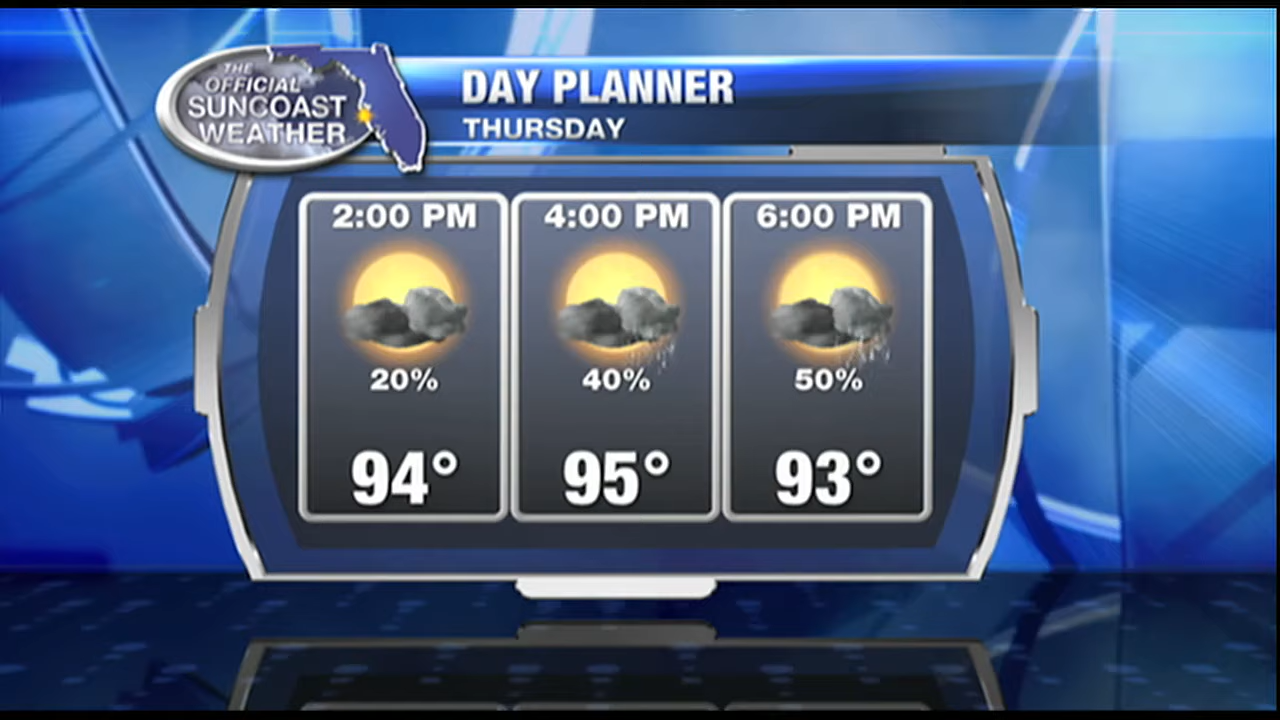 THE
OFFICIAL
SUNCOAST
WEATHER
DAY PLANNER
THURSDAY
2:00 PM
20%
94°
4:00 PM
40%
95°
6:00 PM
50%
93°